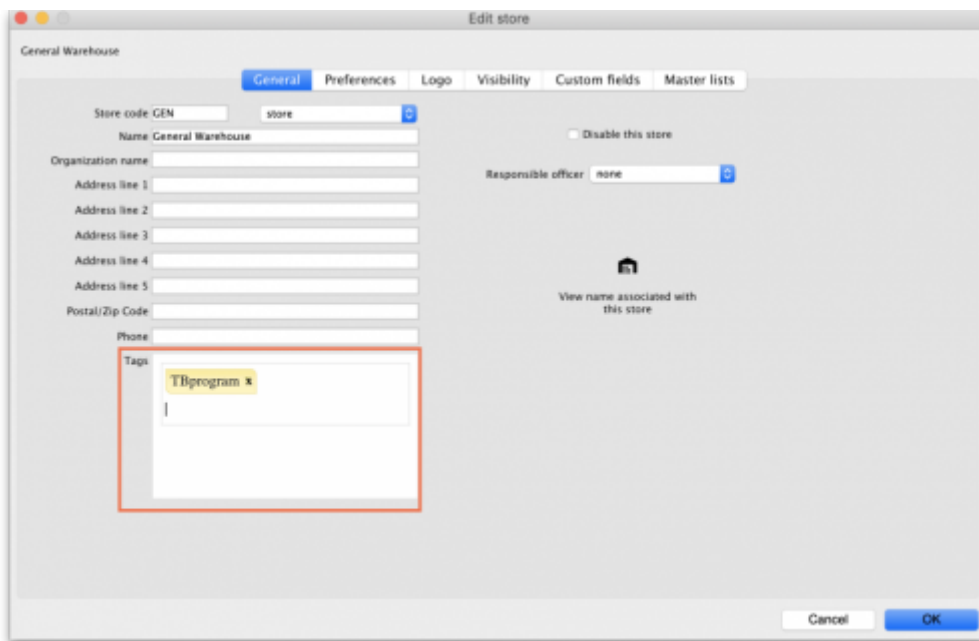 Edit store
General Warehouse
General Preferences Logo Visibility Custom fields Master lists
Store code GEN store
Disable this store
Name General Warehouse
Organization name
Responsible officer none
Address line 1
Address line 2
Address line 3
Address line 4
Address line 5
View name associated with
this store
Postal/Zip Code
Phone
Tags
TBprogram x
Cancel OK